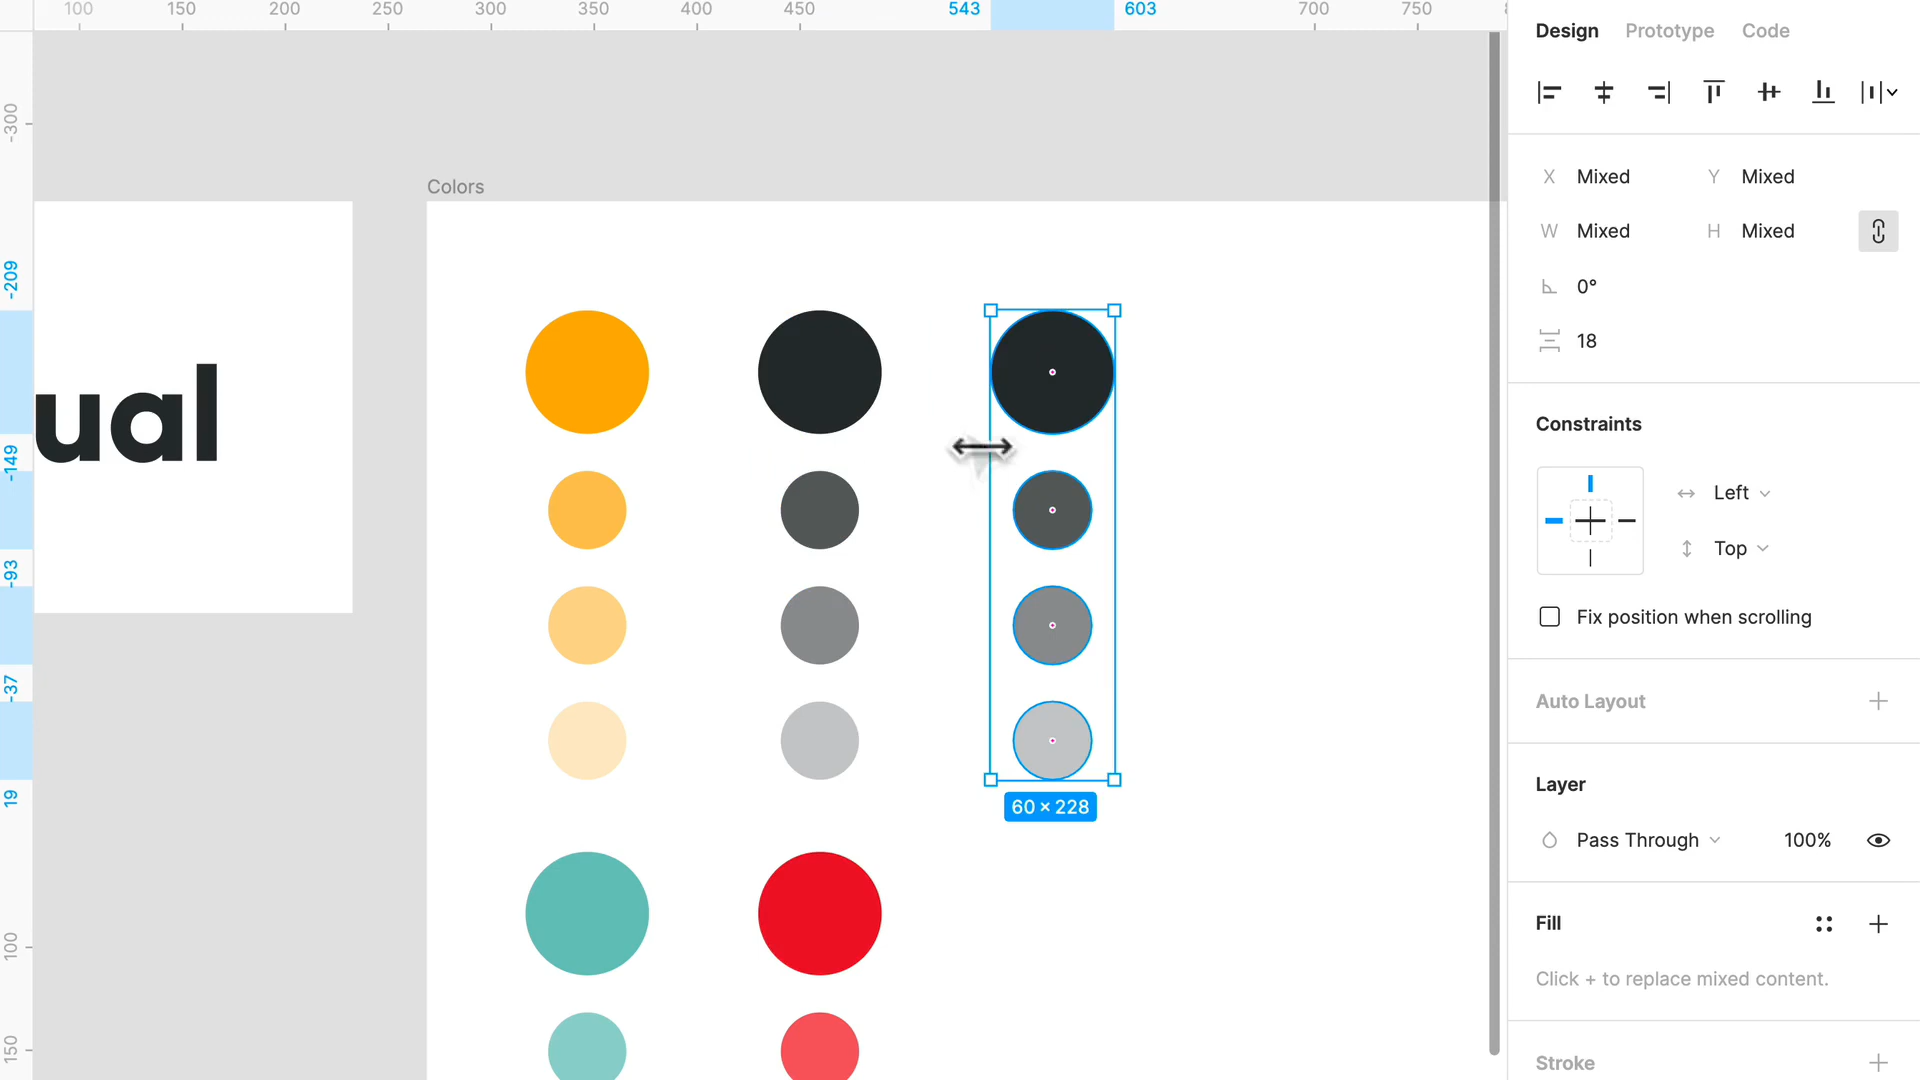 100 150 200 250 300 350 400 450 543 603 700 750
Design Prototype Code
-300
X Mixed Y Mixed
Colors
W Mixed H Mixed
-209
0°
18
ual
Constraints
-149
Left
Top
-93
Fix position when scrolling
-37
Auto Layout
Layer
19
60 × 228
Pass Through 100%
Fill
100
Click + to replace mixed content.
150
Stroke